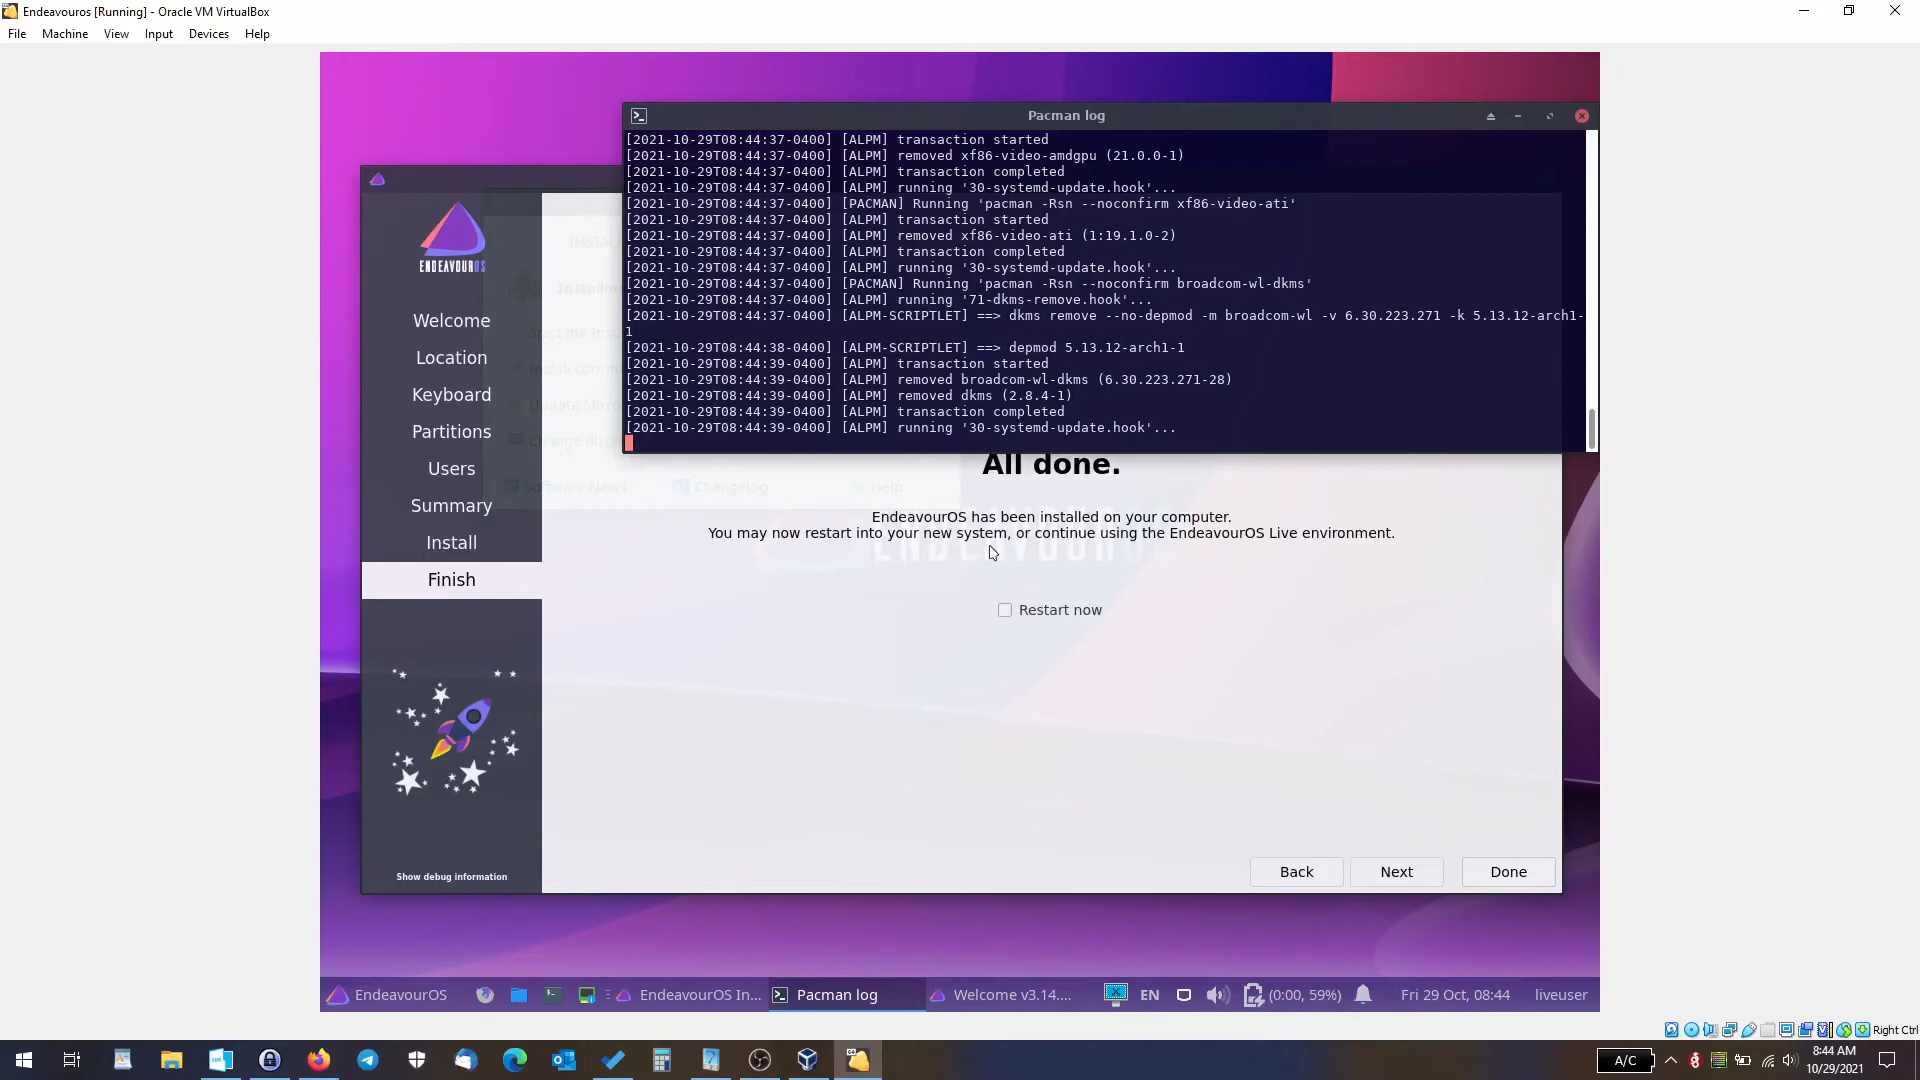 Endeavouros [Running] - Oracle VM VirtualBox
File Machine View Input Devices Help
Pacman log
[2021-10-29T08:44:37-0400] [ALPM] transaction started
[2021-10-29T08:44:37-0400] [ALPM] removed xf86-video-amdgpu (21.0.0-1)
[2021-10-29T08:44:37-0400] [ALPM] transaction completed
[2021-10-29T08:44:37-0400] [ALPM] running '30-systemd-update.hook'...
[2021-10-29T08:44:37-0400] [PACMAN] Running 'pacman -Rsn --noconfirm xf86-video-ati'
[2021-10-29T08:44:37-0400] [ALPM] transaction started
[2021-10-29T08:44:37-0400] [ALPM] removed xf86-video-ati (1:19.1.0-2)
[2021-10-29T08:44:37-0400] [ALPM] transaction completed
[2021-10-29T08:44:37-0400] [ALPM] running '30-systemd-update.hook'...
[2021-10-29T08:44:37-0400] [PACMAN] Running 'pacman -Rsn --noconfirm broadcom-wl-dkms'
[2021-10-29T08:44:37-0400] [ALPM] running '71-dkms-remove.hook'...
[2021-10-29T08:44:37-0400] [ALPM-SCRIPTLET] ==> dkms remove --no-depmod -m broadcom-wl -v 6.30.223.271 -k 5.13.12-arch1-
1
[2021-10-29T08:44:38-0400] [ALPM-SCRIPTLET] ==> depmod 5.13.12-arch1-1
[2021-10-29T08:44:39-0400] [ALPM] transaction started
[2021-10-29T08:44:39-0400] [ALPM] removed broadcom-wl-dkms (6.30.223.271-28)
[2021-10-29T08:44:39-0400] [ALPM] removed dkms (2.8.4-1)
[2021-10-29T08:44:39-0400] [ALPM] transaction completed
[2021-10-29T08:44:39-0400] [ALPM] running '30-systemd-update.hook'...
ENDEAVOUROS
Welcome
Location
Keyboard
Partitions
Users
Summary
Install
Finish
Show debug information
Software News Changelog Help
All done.
EndeavourOS has been installed on your computer.
You may now restart into your new system, or continue using the EndeavourOS Live environment.
Restart now
Back Next Done
EndeavourOS EndeavourOS In... Pacman log Welcome v3.14.... EN (0:00, 59%) Fri 29 Oct, 08:44 liveuser
Right Ctrl
A/C
8:44 AM
10/29/2021